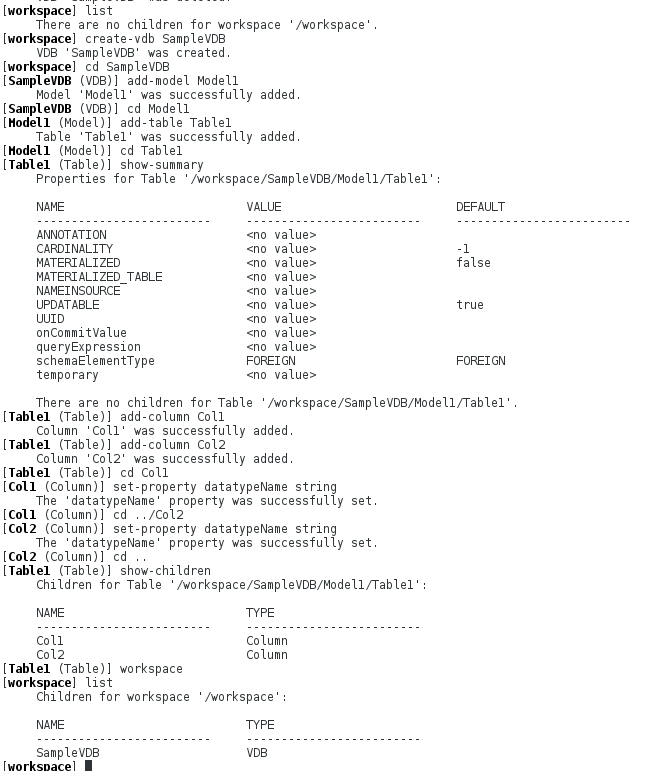 [workspace] list
There are no children for workspace '/workspace'.
[workspace] create-vdb SampleVDB
VDB 'SampleVDB' was created.
[workspace] cd SampleVDB
[SampleVDB (VDB)] add-model Model1
Model 'Model1' was successfully added.
[SampleVDB (VDB)] cd Model1
[Model1 (Model)] add-table Table1
Table 'Table1' was successfully added.
[Model1 (Model)] cd Table1
[Table1 (Table)] show-summary
Properties for Table '/workspace/SampleVDB/Model1/Table1':
NAME VALUE DEFAULT
------------------------- ------------------------- -------------------------
ANNOTATION <no value>
CARDINALITY <no value> -1
MATERIALIZED <no value> false
MATERIALIZED_TABLE <no value>
NAMEINSOURCE <no value>
UPDATABLE <no value> true
UUID <no value>
onCommitValue <no value>
queryExpression <no value>
schemaElementType FOREIGN FOREIGN
temporary <no value>
There are no children for Table '/workspace/SampleVDB/Model1/Table1'.
[Table1 (Table)] add-column Col1
Column 'Col1' was successfully added.
[Table1 (Table)] add-column Col2
Column 'Col2' was successfully added.
[Table1 (Table)] cd Col1
[Col1 (Column)] set-property datatypeName string
The 'datatypeName' property was successfully set.
[Col1 (Column)] cd ../Col2
[Col2 (Column)] set-property datatypeName string
The 'datatypeName' property was successfully set.
[Col2 (Column)] cd ..
[Table1 (Table)] show-children
Children for Table '/workspace/SampleVDB/Model1/Table1':
NAME TYPE
------------------------- -------------------------
Col1 Column
Col2 Column
[Table1 (Table)] workspace
[workspace] list
Children for workspace '/workspace':
NAME TYPE
------------------------- -------------------------
SampleVDB VDB
[workspace]